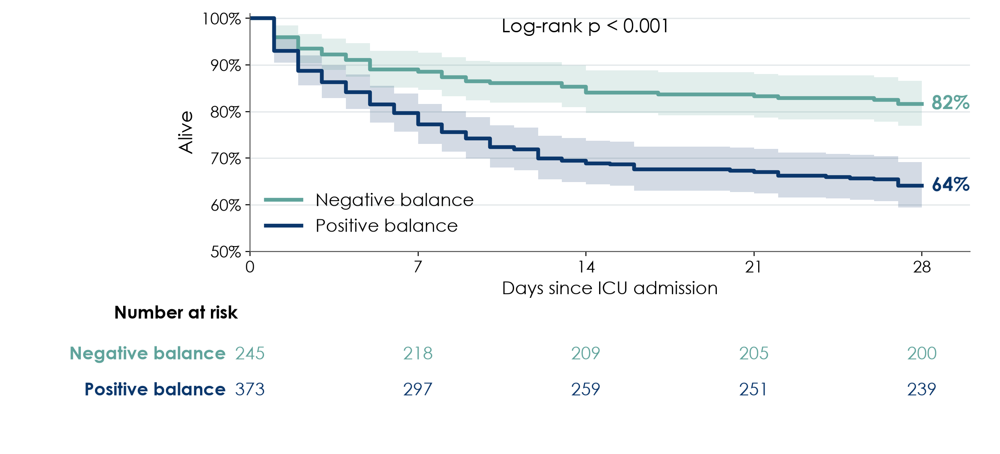 100%
Log-rank p < 0.001
90%
80%
82%
Alive
70%
64%
Negative balance
60%
Positive balance
50%
0 7 14 21 28
Days since ICU admission
Number at risk
Negative balance 245 218 209 205 200
Positive balance 373 297 259 251 239